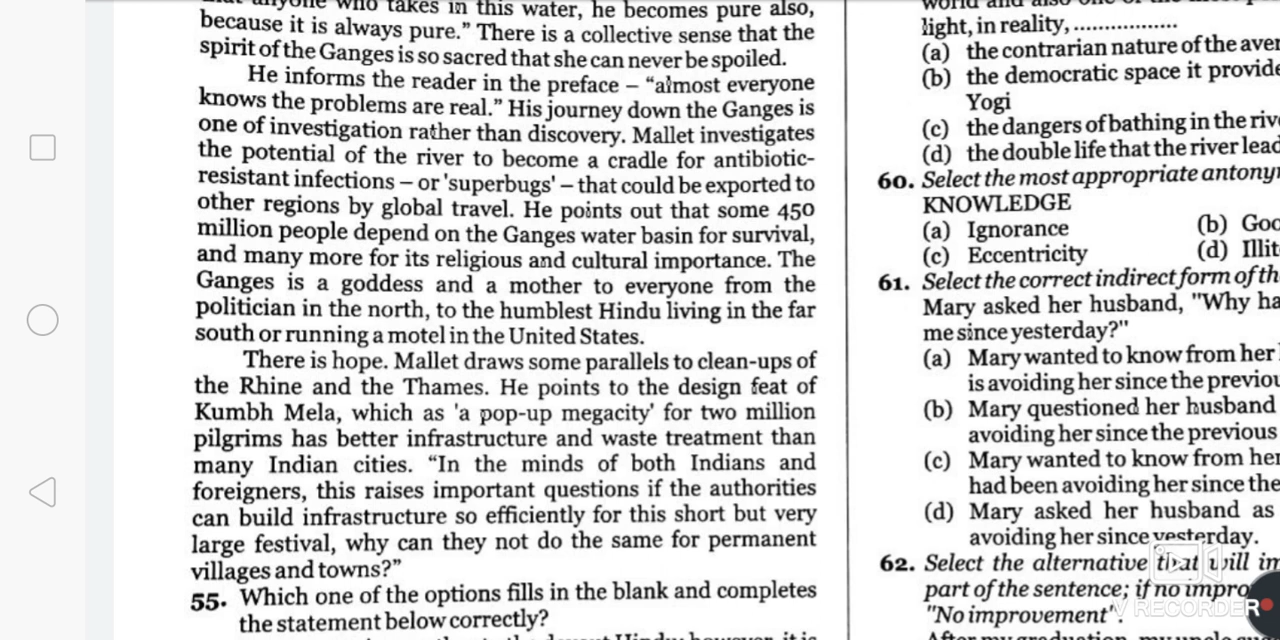 anyone who takes in this water, he becomes pure also,
because it is always pure.” There is a collective sense that the
spirit of the Ganges is so sacred that she can never be spoiled.
He informs the reader in the preface – “almost everyone
knows the problems are real.” His journey down the Ganges is
one of investigation rather than discovery. Mallet investigates
the potential of the river to become a cradle for antibiotic-
resistant infections – or 'superbugs' – that could be exported to
other regions by global travel. He points out that some 450
million people depend on the Ganges water basin for survival,
and many more for its religious and cultural importance. The
Ganges is a goddess and a mother to everyone from the
politician in the north, to the humblest Hindu living in the far
south or running a motel in the United States.
There is hope. Mallet draws some parallels to clean-ups of
the Rhine and the Thames. He points to the design feat of
Kumbh Mela, which as 'a pop-up megacity' for two million
pilgrims has better infrastructure and waste treatment than
many Indian cities. “In the minds of both Indians and
foreigners, this raises important questions if the authorities
can build infrastructure so efficiently for this short but very
large festival, why can they not do the same for permanent
villages and towns?”
55. Which one of the options fills in the blank and completes
the statement below correctly?
light, in reality, ................
(a) the contrarian nature of the aver
(b) the democratic space it provide
Yogi
(c) the dangers of bathing in the riv
(d) the double life that the river lead
60. Select the most appropriate antony
KNOWLEDGE
(a) Ignorance (b) Goo
(c) Eccentricity (d) Illit
61. Select the correct indirect form of th
Mary asked her husband, "Why ha
me since yesterday?"
(a) Mary wanted to know from her
is avoiding her since the previou
(b) Mary questioned her husband
avoiding her since the previous
(c) Mary wanted to know from her
had been avoiding her since the
(d) Mary asked her husband as
avoiding her since yesterday.
62. Select the alternative that will im
part of the sentence; if no impro
"No improvement".
V RECORDER